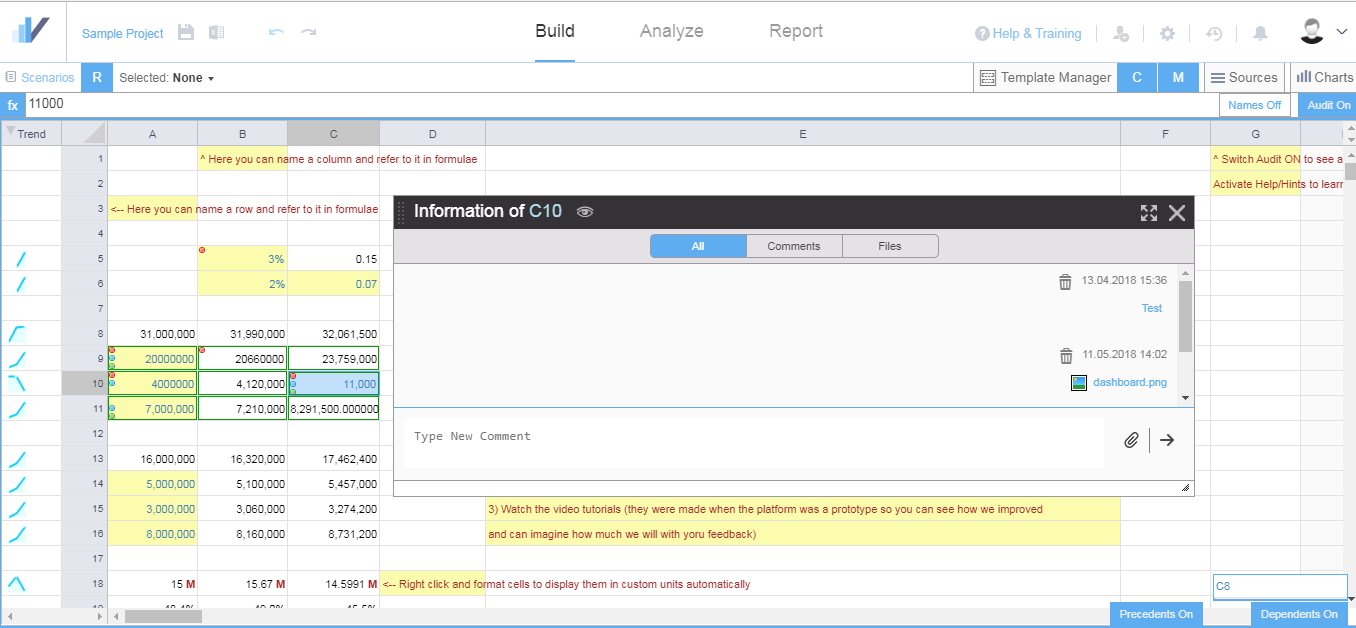 Sample Project
Build
Analyze
Report
? Help & Training
Scenarios
R
Selected: None
Template Manager
C
M
Sources
Charts
fx
11000
Names Off
Audit On
Trend
A
B
C
D
E
F
G
1
^ Here you can name a column and refer to it in formulae
^ Switch Audit ON to see a
2
Activate Help/Hints to learn
3
<-- Here you can name a row and refer to it in formulae
Information of C10
4
All
Comments
Files
5
3%
0.15
6
2%
0.07
13.04.2018 15:36
Test
7
8
31,000,000
31,990,000
32,061,500
9
20000000
20660000
23,759,000
11.05.2018 14:02
10
4000000
4,120,000
11,000
dashboard.png
11
7,000,000
7,210,000
8,291,500.000000
12
Type New Comment
13
16,000,000
16,320,000
17,462,400
14
5,000,000
5,100,000
5,457,000
15
3,000,000
3,060,000
3,274,200
3) Watch the video tutorials (they were made when the platform was a prototype so you can see how we improved
16
8,000,000
8,160,000
8,731,200
and can imagine how much we will with yoru feedback)
17
18
15 M
15.67 M
14.5991 M
<-- Right click and format cells to display them in custom units automatically
C8
Precedents On
Dependents On